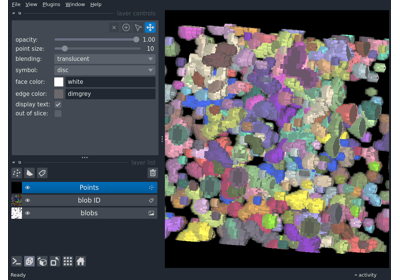 File View Plugins Window Help
layer controls
opacity: 1.00
point size: 10
blending: translucent
symbol: disc
face color: white
edge color: dimgrey
display text:
out of slice:
layer list
Points
blob ID
blobs
Ready
activity